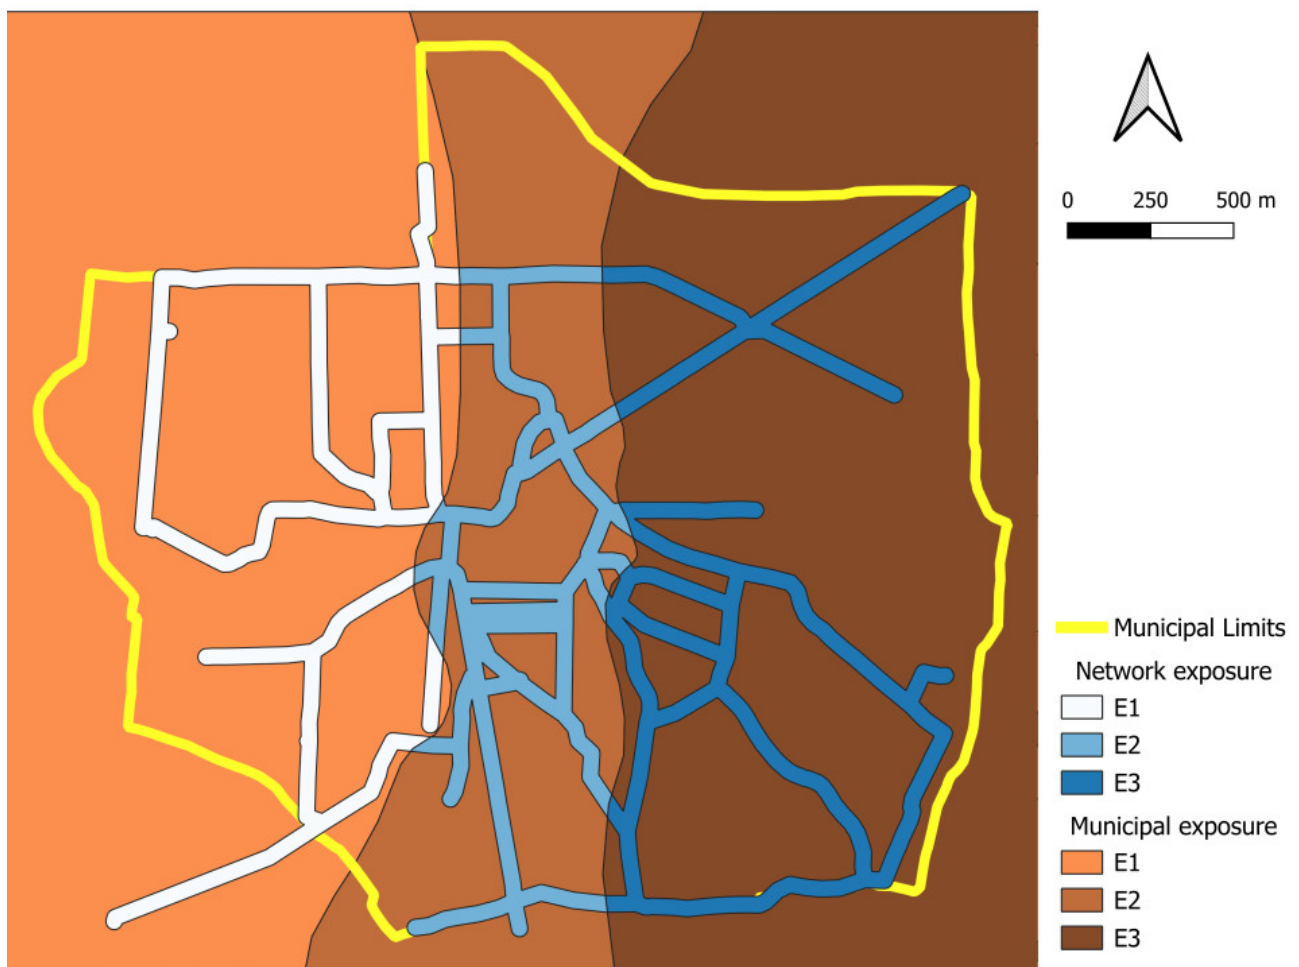 0 250 500 m
Municipal Limits
Network exposure
E1
E2
E3
Municipal exposure
E1
E2
E3